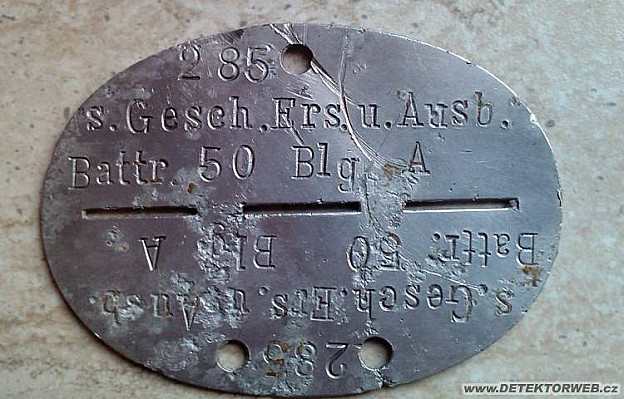 285
s.Gesch.Ers.u.Ausb.
Battr. 50 Blg. A
Battr. 50 Blg. A
s.Gesch.Ers.u.Ausb.
285
www.DETEKTORWEB.cz